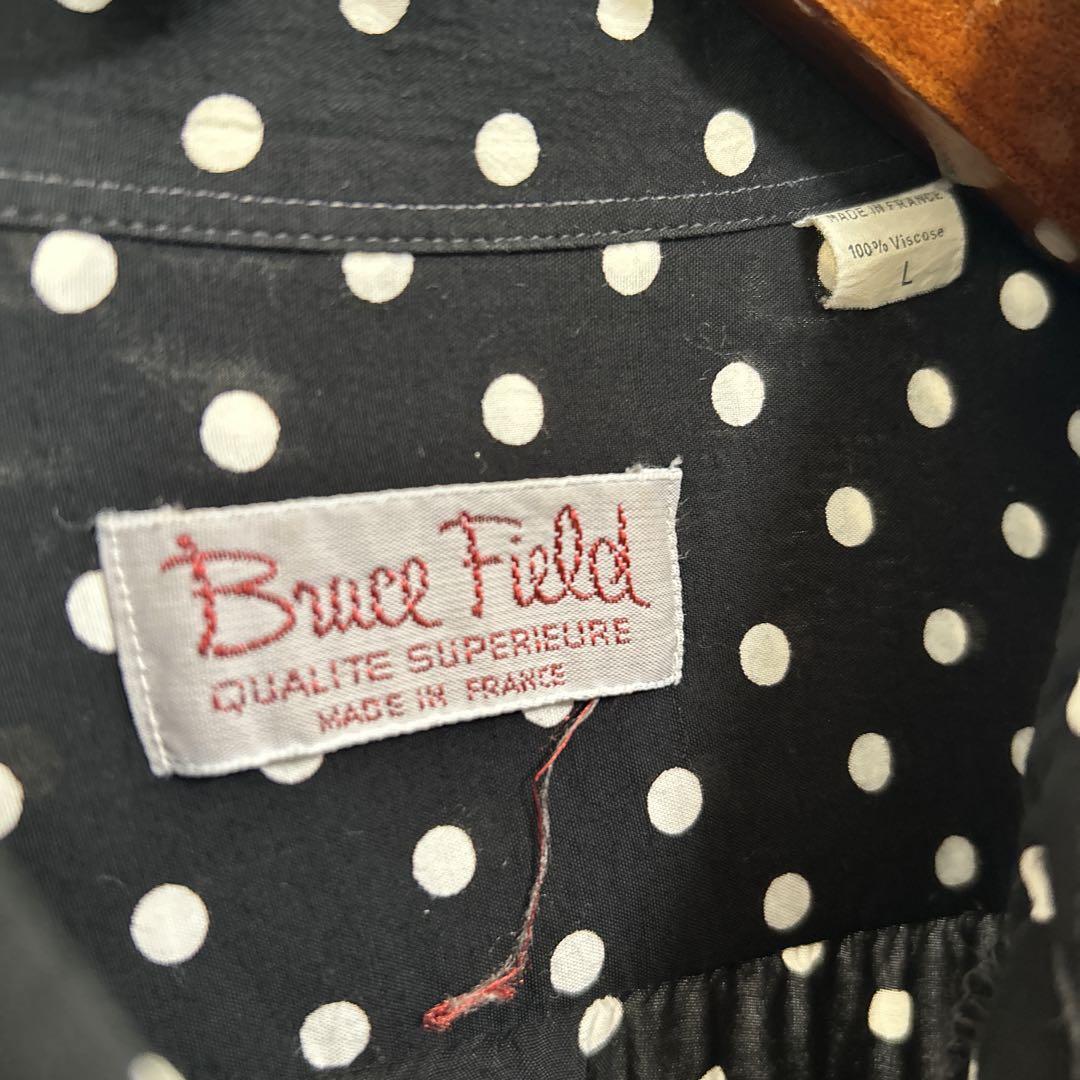 MADE IN FRANCE
100% Viscose
L
Bruce Field
QUALITE SUPERIEURE
MADE IN FRANCE